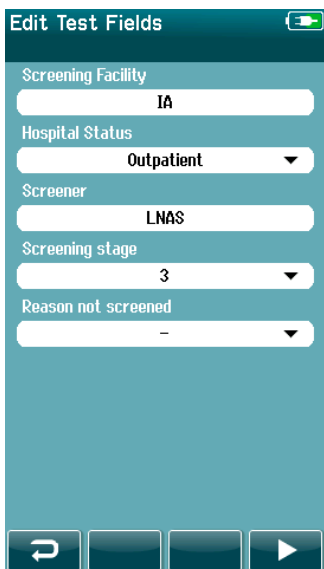 Edit Test Fields
Screening Facility
IA
Hospital Status
Outpatient
Screener
LNAS
Screening stage
3
Reason not screened
–